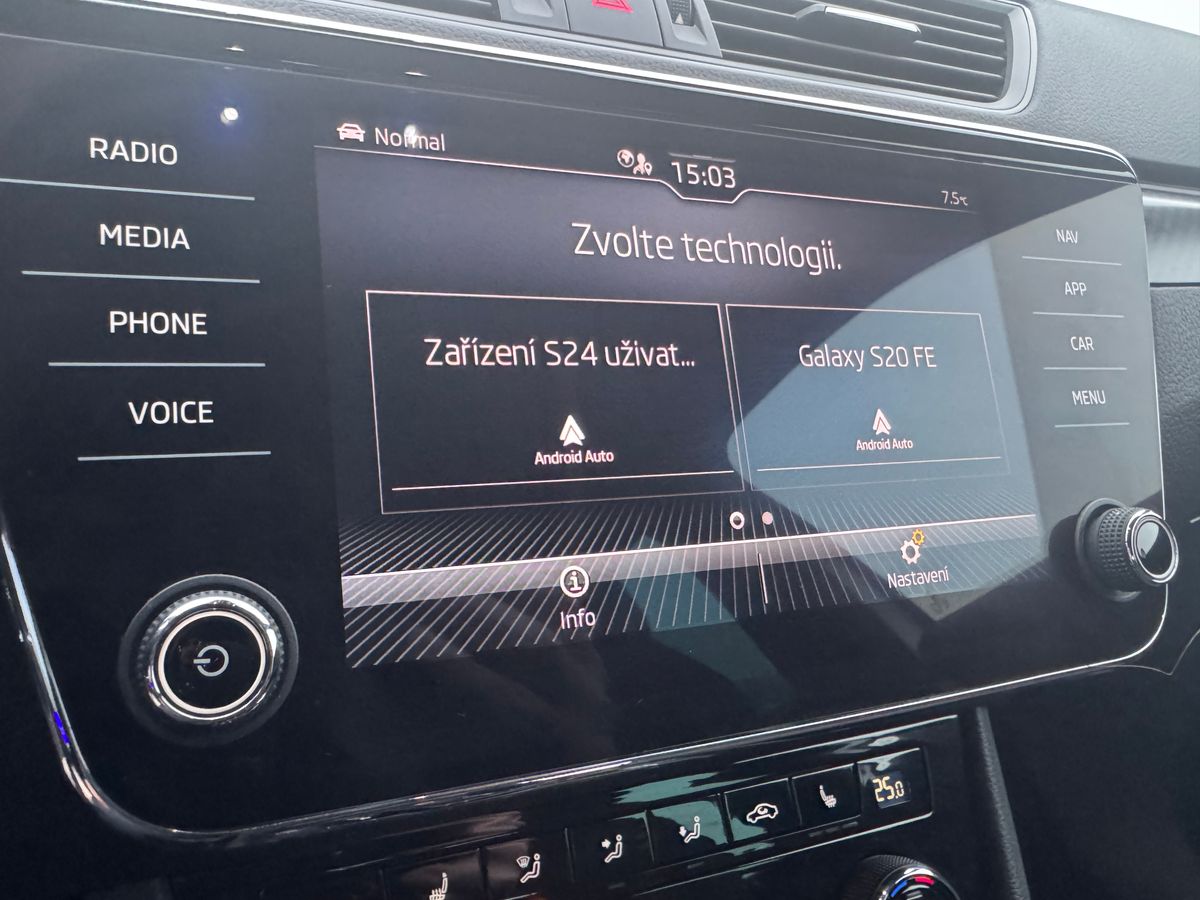 RADIO
MEDIA
PHONE
VOICE
Normal
15:03
7.5°C
Zvolte technologii.
Zařízení S24 uživat...
Android Auto
Galaxy S20 FE
Android Auto
Info
Nastavení
NAV
APP
CAR
MENU
25.0